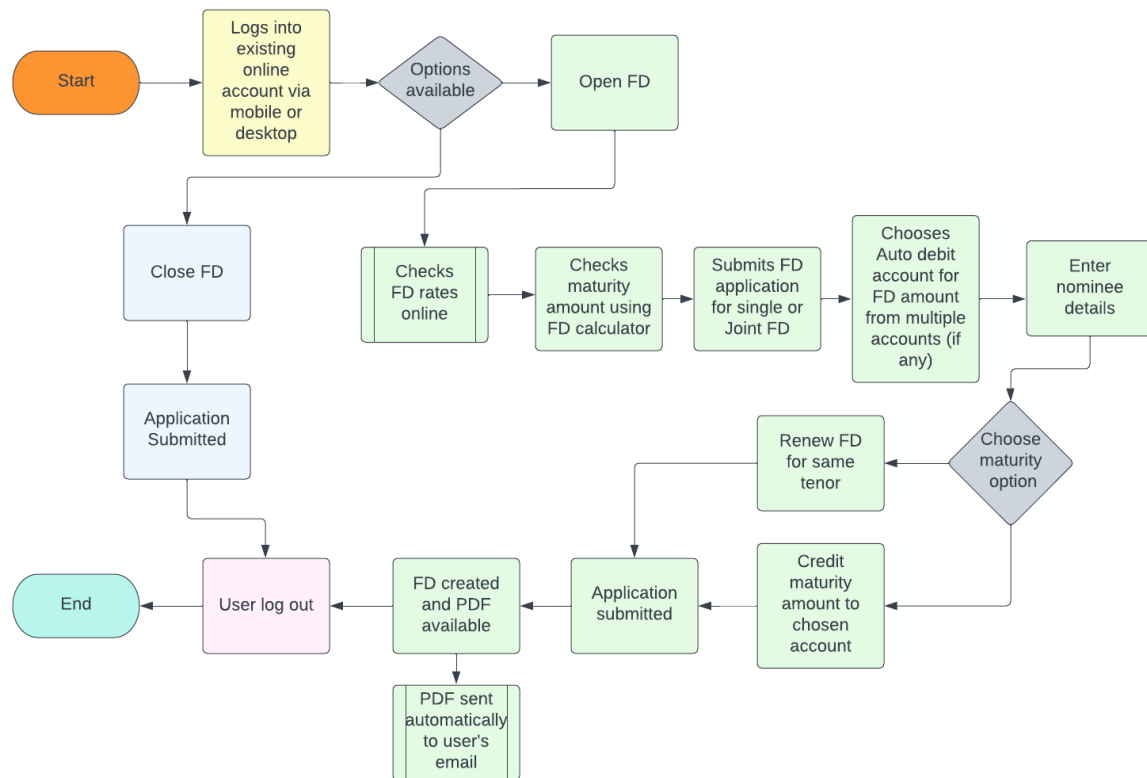 Start
Logs into
existing
online
account via
mobile or
desktop
Options
available
Open FD
Close FD
Checks
FD rates
online
Checks
maturity
amount using
FD calculator
Submits FD
application
for single or
Joint FD
Chooses
Auto debit
account for
FD amount
from multiple
accounts (if
any)
Enter
nominee
details
Application
Submitted
Renew FD
for same
tenor
Choose
maturity
option
End
User log out
FD created
and PDF
available
Application
submitted
Credit
maturity
amount to
chosen
account
PDF sent
automatically
to user's
email